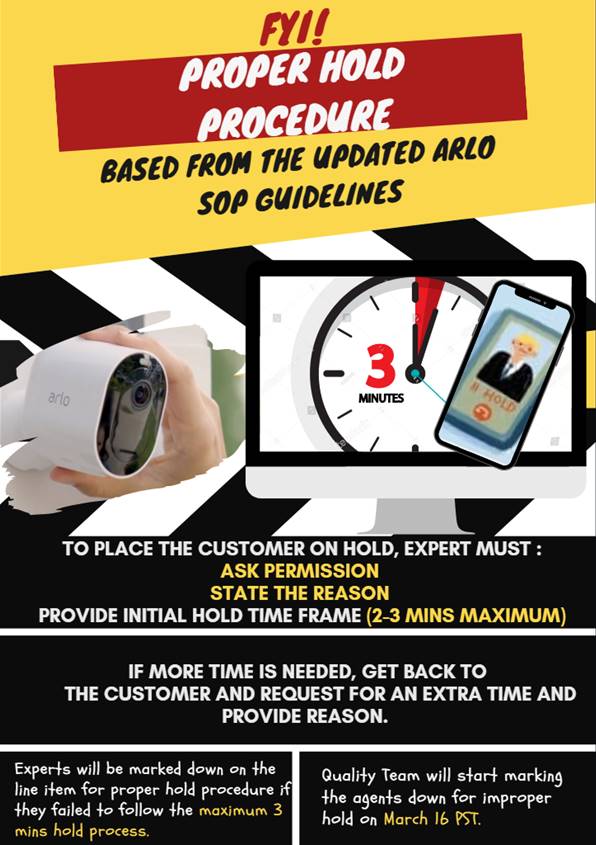 FYI!
PROPER HOLD
PROCEDURE
BASED FROM THE UPDATED ARLO
SOP GUIDELINES
arlo
3
MINUTES
HOLD
TO PLACE THE CUSTOMER ON HOLD, EXPERT MUST :
ASK PERMISSION
STATE THE REASON
PROVIDE INITIAL HOLD TIME FRAME (2-3 MINS MAXIMUM)
IF MORE TIME IS NEEDED, GET BACK TO
THE CUSTOMER AND REQUEST FOR AN EXTRA TIME AND
PROVIDE REASON.
Experts will be marked down on the
line item for proper hold procedure if
they failed to follow the maximum 3
mins hold process.
Quality Team will start marking
the agents down for improper
hold on March 16 PST.